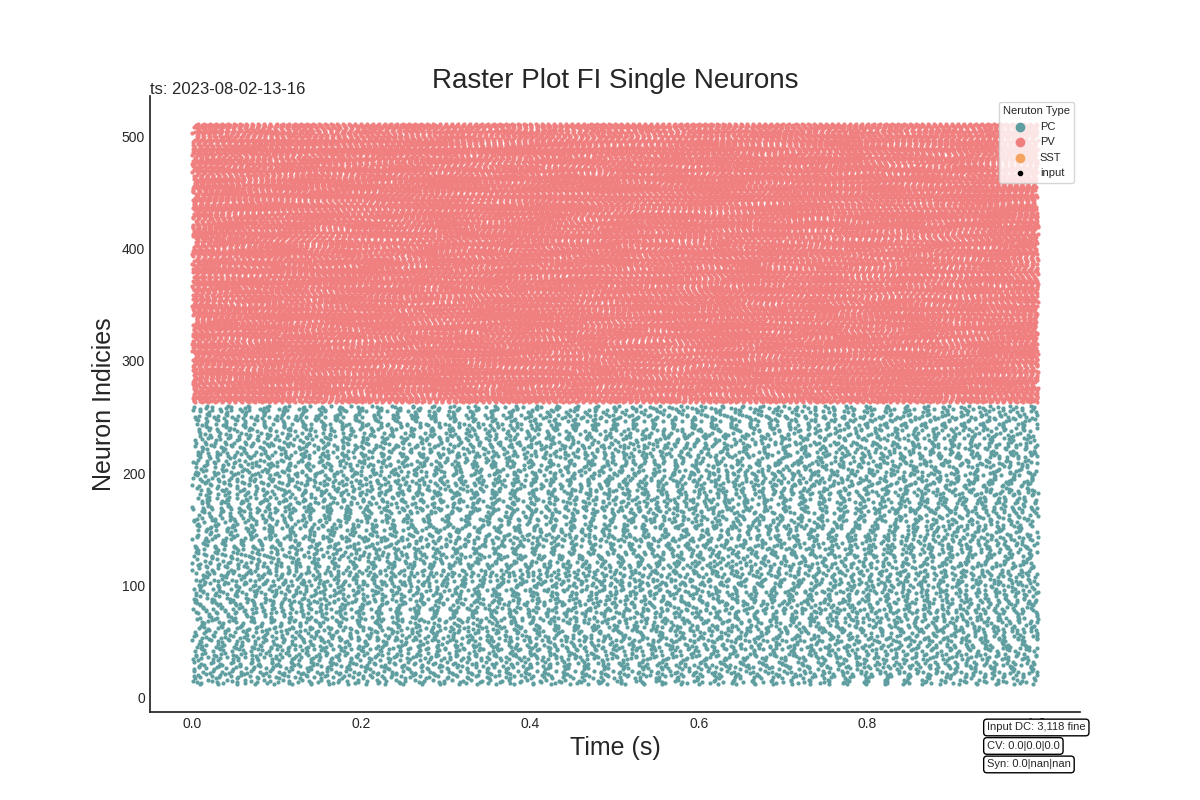 Raster Plot FI Single Neurons
ts: 2023-08-02-13-16
Neruton Type
PC
PV
SST
input
Neuron Indicies
500
400
300
200
100
0
0.0 0.2 0.4 0.6 0.8
Time (s)
Input DC: 3,118 fine
CV: 0.0|0.0|0.0
Syn: 0.0|nan|nan